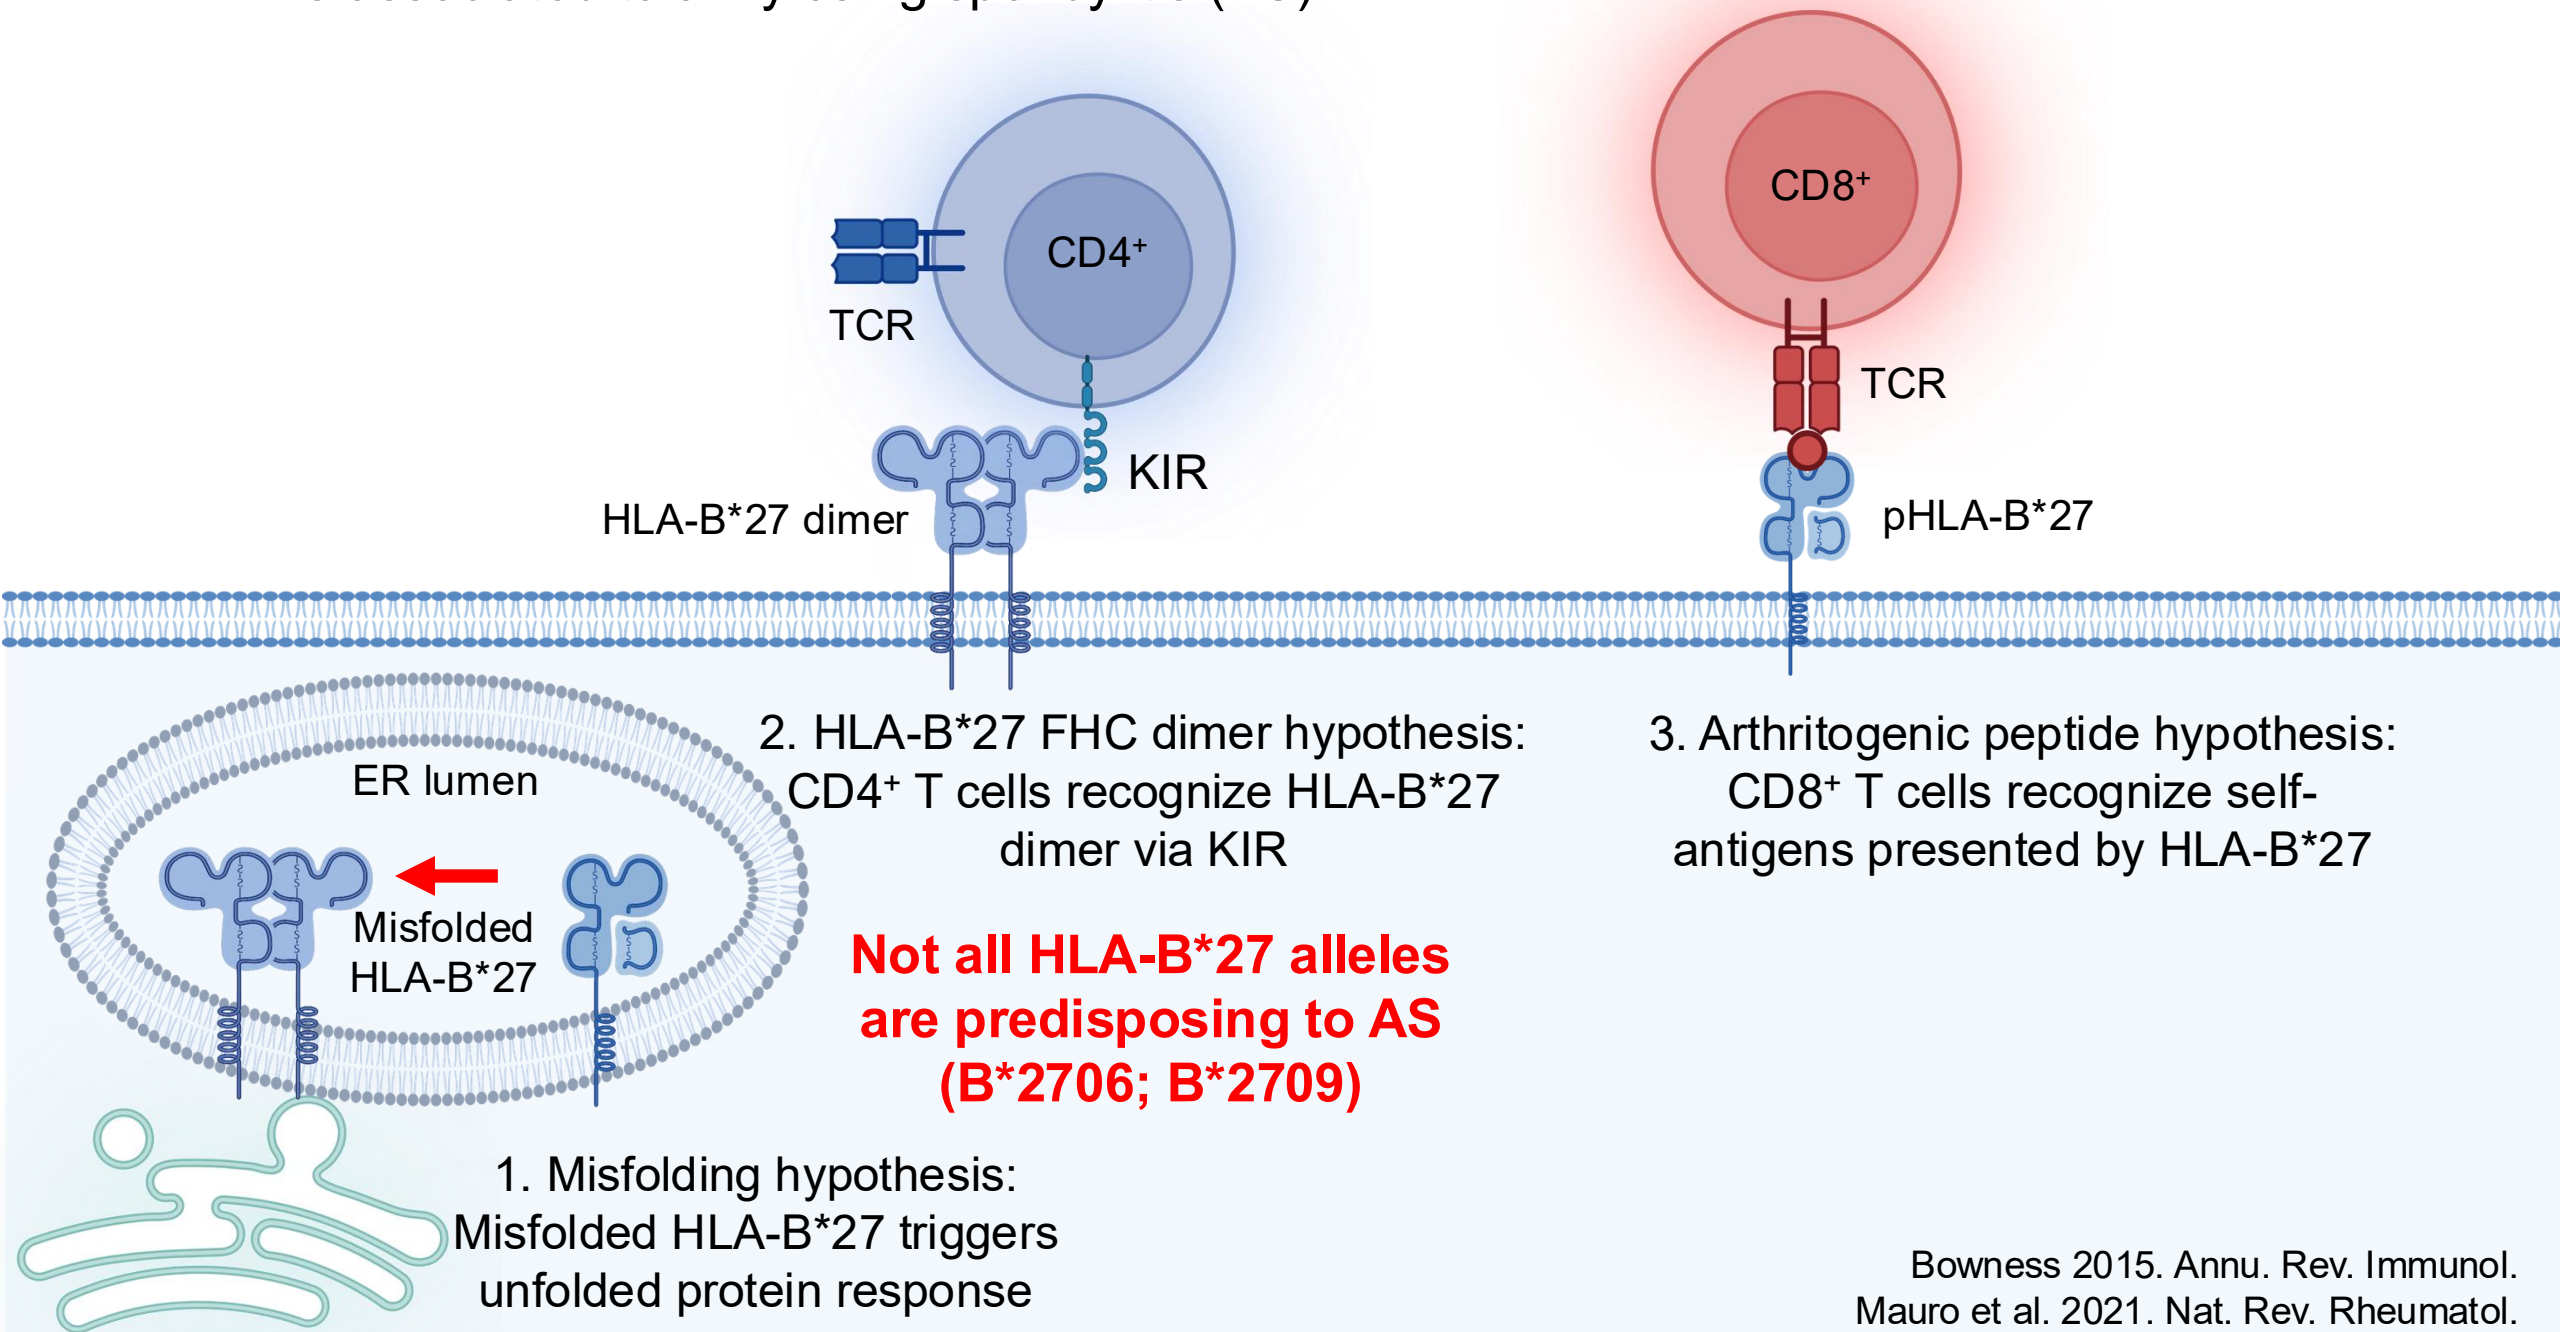 CD4⁺
CD8⁺
TCR
TCR
KIR
HLA-B*27 dimer
pHLA-B*27
ER lumen
Misfolded
HLA-B*27
2. HLA-B*27 FHC dimer hypothesis:
CD4⁺ T cells recognize HLA-B*27
dimer via KIR
3. Arthritogenic peptide hypothesis:
CD8⁺ T cells recognize self-
antigens presented by HLA-B*27
Not all HLA-B*27 alleles
are predisposing to AS
(B*2706; B*2709)
1. Misfolding hypothesis:
Misfolded HLA-B*27 triggers
unfolded protein response
Bowness 2015. Annu. Rev. Immunol.
Mauro et al. 2021. Nat. Rev. Rheumatol.